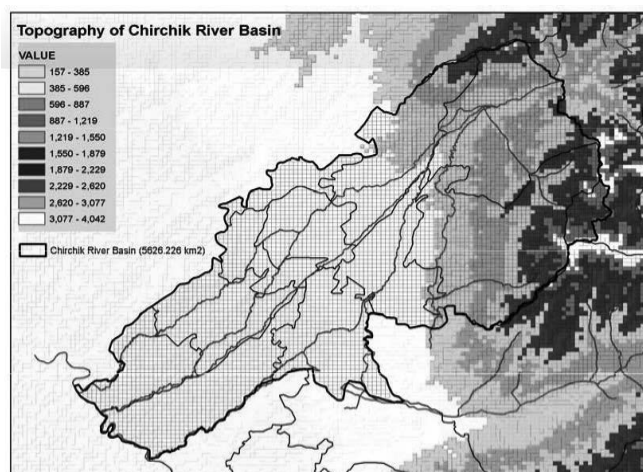 Topography of Chirchik River Basin
VALUE
157 - 385
385 - 596
596 - 887
887 - 1,219
1,219 - 1,550
1,550 - 1,879
1,879 - 2,229
2,229 - 2,620
2,620 - 3,077
3,077 - 4,042
Chirchik River Basin (5626.226 km2)